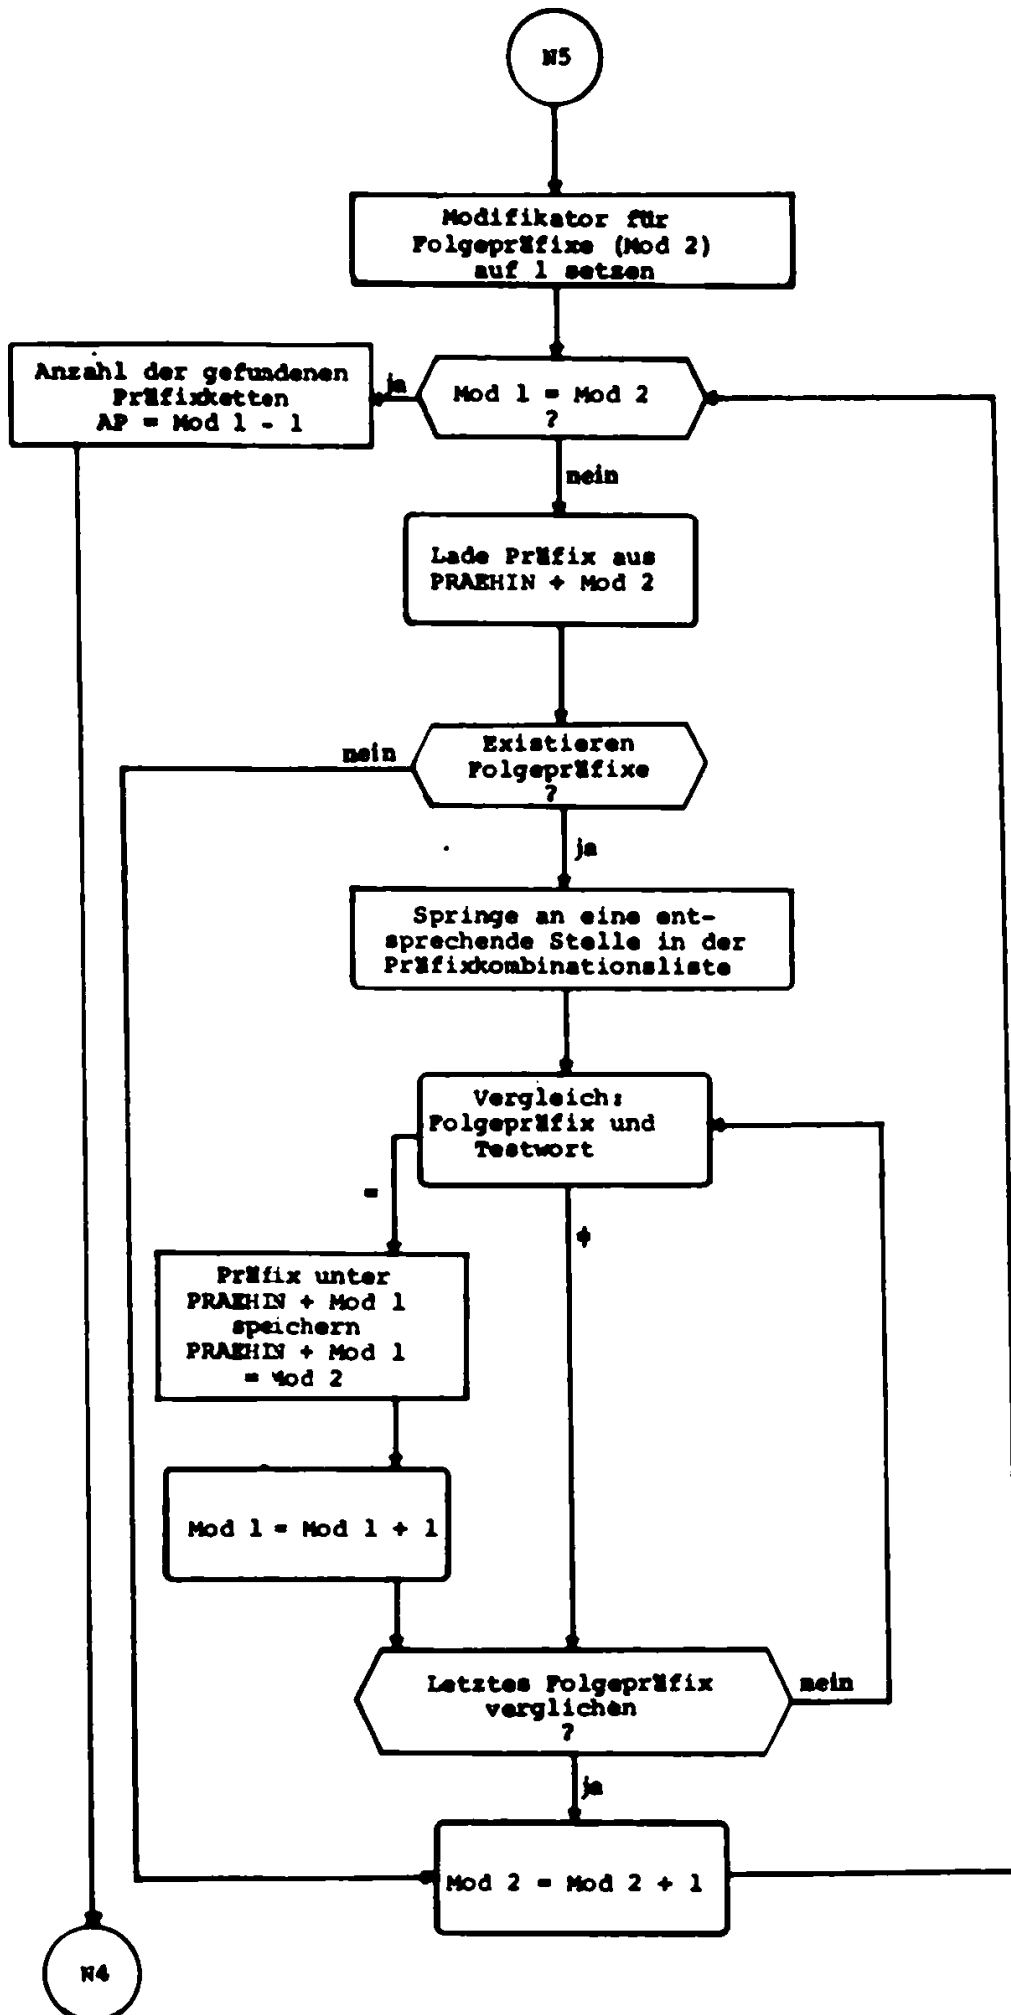 N5
Modifikator für
Folgepräfixe (Mod 2)
auf 1 setzen
Anzahl der gefundenen
Präfixketten
AP = Mod 1 - 1
ja
Mod 1 = Mod 2
?
nein
Lade Präfix aus
PRAEHIN + Mod 2
nein
Existieren
Folgepräfixe
?
ja
Springe an eine ent-
sprechende Stelle in der
Präfixkombinationsliste
Vergleich:
Folgepräfix und
Testwort
=
≠
Präfix unter
PRAEHIN + Mod 1
speichern
PRAEHIN + Mod 1
= Mod 2
Mod 1 = Mod 1 + 1
Letztes Folgepräfix
verglichen
?
nein
ja
Mod 2 = Mod 2 + 1
N4